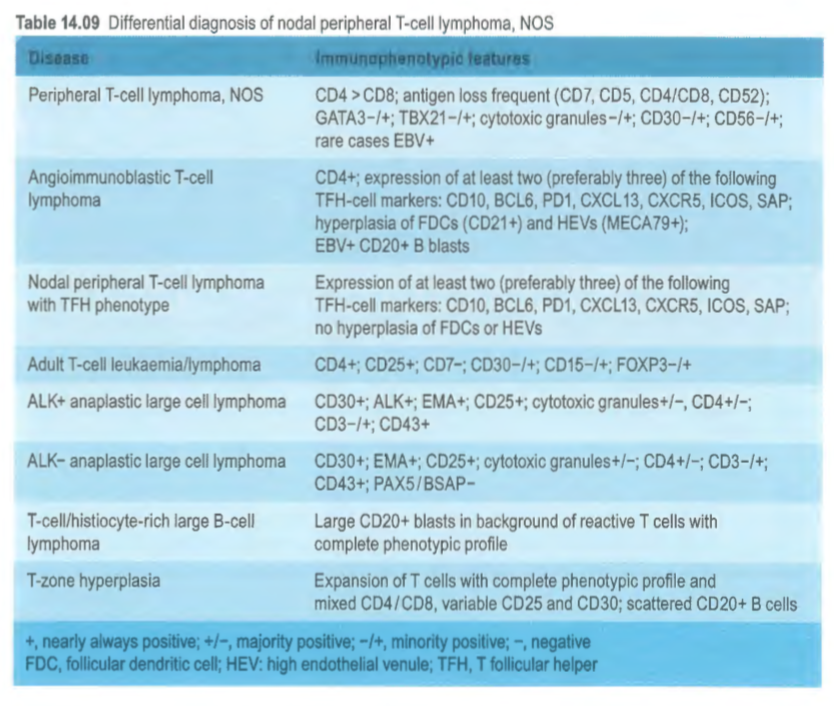 Table 14.09 Differential diagnosis of nodal peripheral T-cell lymphoma, NOS
Disease
Immunophenotypic features
Peripheral T-cell lymphoma, NOS
CD4 > CD8; antigen loss frequent (CD7, CD5, CD4/CD8, CD52);
GATA3−/+; TBX21−/+; cytotoxic granules−/+; CD30−/+; CD56−/+;
rare cases EBV+
Angioimmunoblastic T-cell
lymphoma
CD4+; expression of at least two (preferably three) of the following
TFH-cell markers: CD10, BCL6, PD1, CXCL13, CXCR5, ICOS, SAP;
hyperplasia of FDCs (CD21+) and HEVs (MECA79+);
EBV+ CD20+ B blasts
Nodal peripheral T-cell lymphoma
with TFH phenotype
Expression of at least two (preferably three) of the following
TFH-cell markers: CD10, BCL6, PD1, CXCL13, CXCR5, ICOS, SAP;
no hyperplasia of FDCs or HEVs
Adult T-cell leukaemia/lymphoma
CD4+; CD25+; CD7−; CD30−/+; CD15−/+; FOXP3−/+
ALK+ anaplastic large cell lymphoma
CD30+; ALK+; EMA+; CD25+; cytotoxic granules+/−, CD4+/−;
CD3−/+; CD43+
ALK− anaplastic large cell lymphoma
CD30+; EMA+; CD25+; cytotoxic granules+/−; CD4+/−; CD3−/+;
CD43+; PAX5/BSAP−
T-cell/histiocyte-rich large B-cell
lymphoma
Large CD20+ blasts in background of reactive T cells with
complete phenotypic profile
T-zone hyperplasia
Expansion of T cells with complete phenotypic profile and
mixed CD4/CD8, variable CD25 and CD30; scattered CD20+ B cells
+, nearly always positive; +/−, majority positive; −/+, minority positive; −, negative
FDC, follicular dendritic cell; HEV: high endothelial venule; TFH, T follicular helper